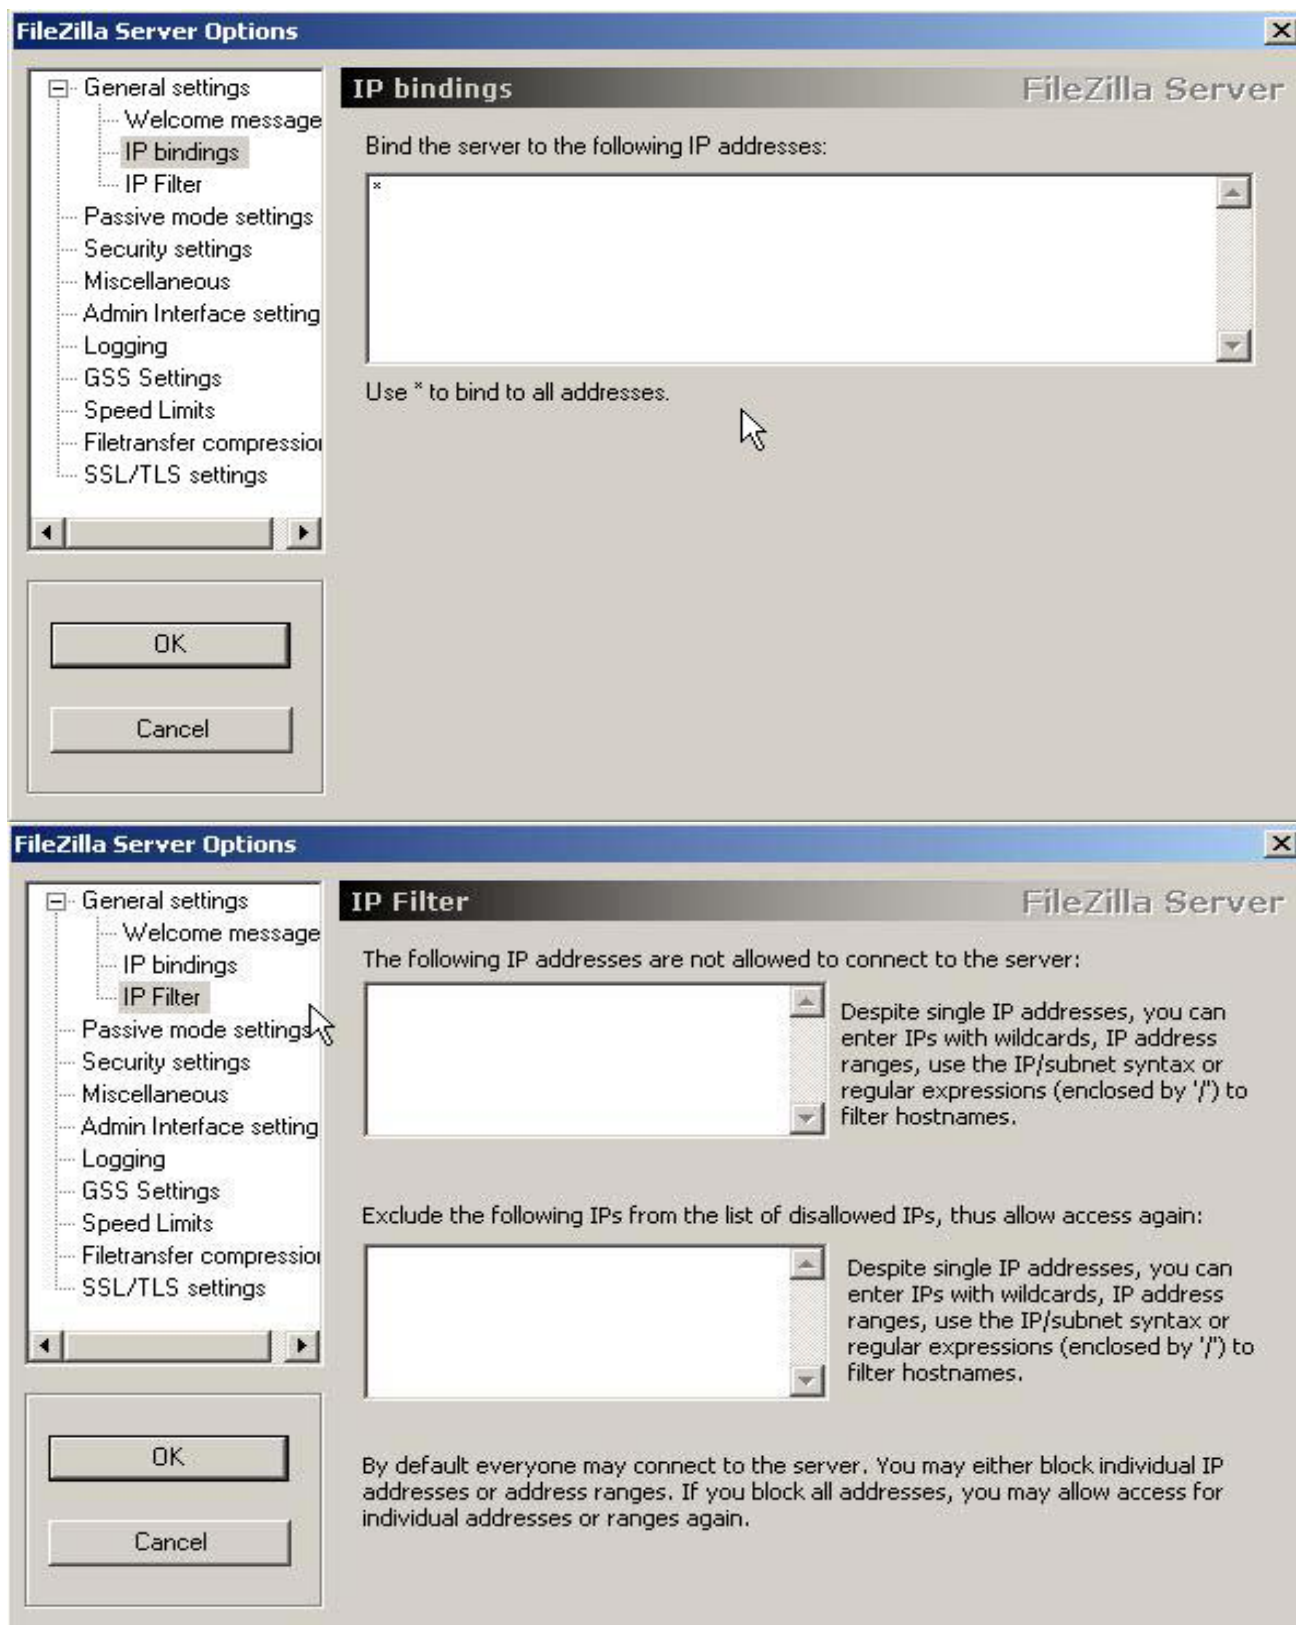 FileZilla Server Options
General settings
Welcome message
IP bindings
IP Filter
Passive mode settings
Security settings
Miscellaneous
Admin Interface setting
Logging
GSS Settings
Speed Limits
Filetransfer compression
SSL/TLS settings
OK
Cancel
IP bindings
FileZilla Server
Bind the server to the following IP addresses:
*
Use * to bind to all addresses.
FileZilla Server Options
General settings
Welcome message
IP bindings
IP Filter
Passive mode settings
Security settings
Miscellaneous
Admin Interface setting
Logging
GSS Settings
Speed Limits
Filetransfer compression
SSL/TLS settings
OK
Cancel
IP Filter
FileZilla Server
The following IP addresses are not allowed to connect to the server:
Despite single IP addresses, you can
enter IPs with wildcards, IP address
ranges, use the IP/subnet syntax or
regular expressions (enclosed by '/') to
filter hostnames.
Exclude the following IPs from the list of disallowed IPs, thus allow access again:
Despite single IP addresses, you can
enter IPs with wildcards, IP address
ranges, use the IP/subnet syntax or
regular expressions (enclosed by '/') to
filter hostnames.
By default everyone may connect to the server. You may either block individual IP
addresses or address ranges. If you block all addresses, you may allow access for
individual addresses or ranges again.